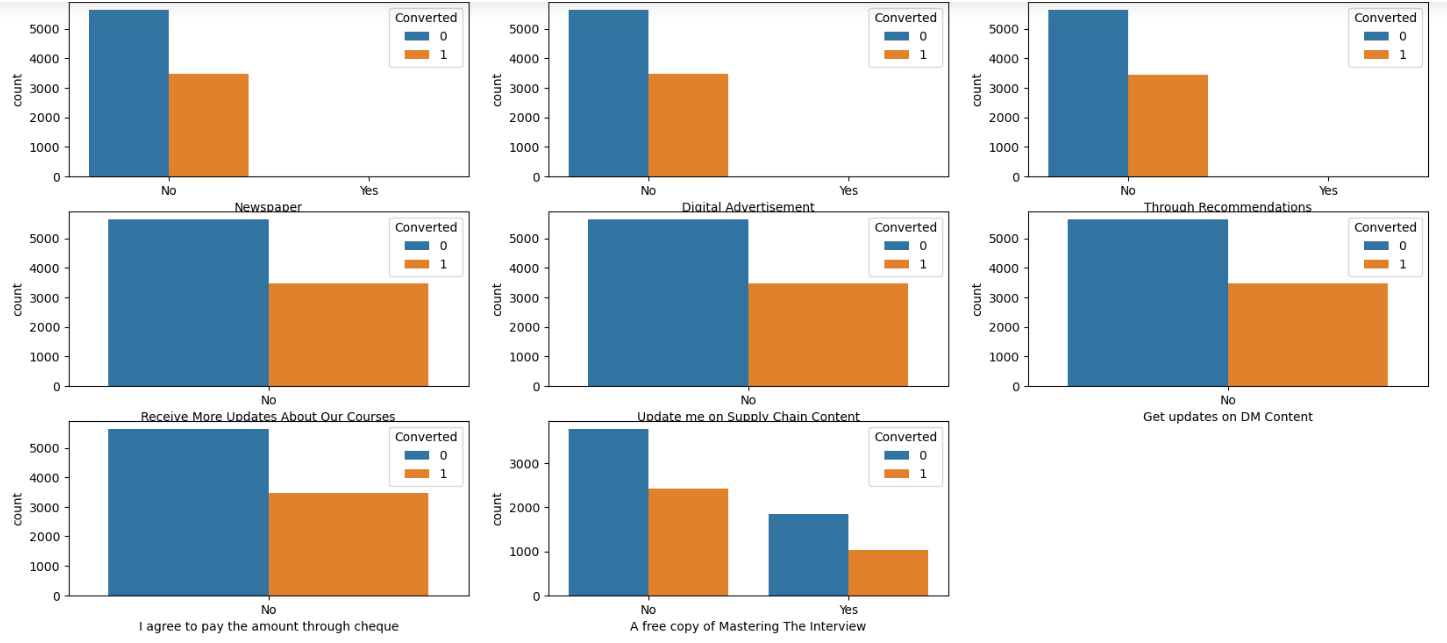 5000
4000
3000
2000
1000
0
count
Converted
0
1
No Yes
Newspaper
5000
4000
3000
2000
1000
0
count
Converted
0
1
No Yes
Digital Advertisement
5000
4000
3000
2000
1000
0
count
Converted
0
1
No Yes
Through Recommendations
5000
4000
3000
2000
1000
0
count
Converted
0
1
No
Receive More Updates About Our Courses
5000
4000
3000
2000
1000
0
count
Converted
0
1
No
Update me on Supply Chain Content
5000
4000
3000
2000
1000
0
count
Converted
0
1
No
Get updates on DM Content
5000
4000
3000
2000
1000
0
count
Converted
0
1
No
I agree to pay the amount through cheque
3000
2000
1000
0
count
Converted
0
1
No Yes
A free copy of Mastering The Interview